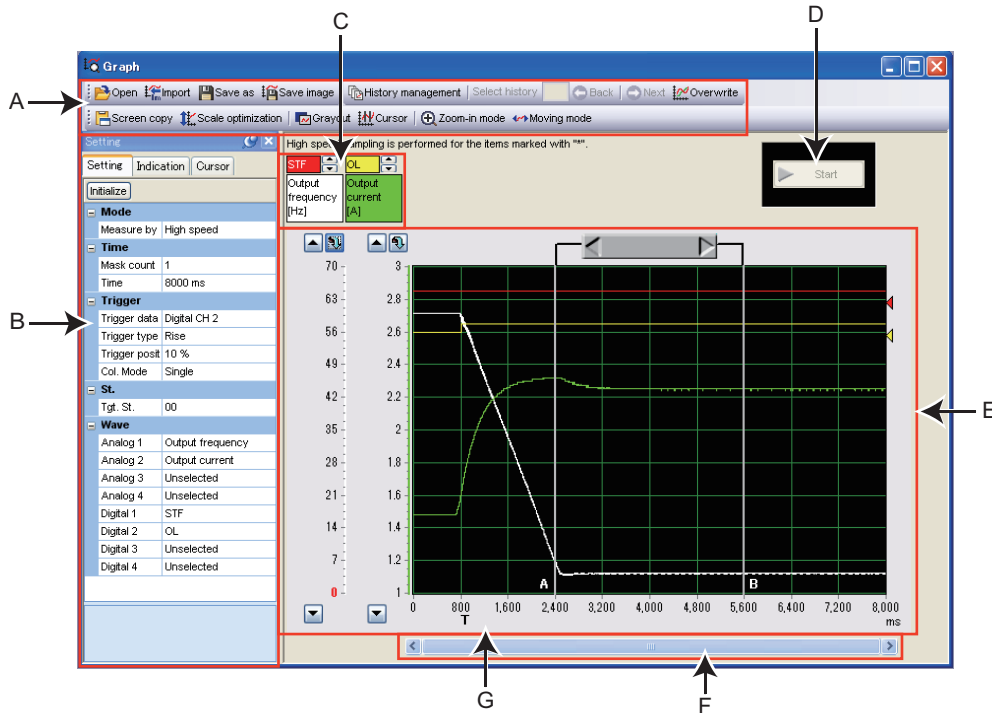 C
D
Graph
A
Open Import Save as Save image History management Select history Back Next Overwrite
Screen copy Scale optimization Grayout Cursor Zoom-in mode Moving mode
Setting
High speed sampling is performed for the items marked with "*".
Setting Indication Cursor
STF OL
Start
Initialize
Output frequency [Hz]
Output current [A]
Mode
Measure by High speed
Time
Mask count 1
Time 8000 ms
Trigger
B
Trigger data Digital CH 2
Trigger type Rise
Trigger posit 10 %
Col. Mode Single
St.
Tgt. St. 00
Wave
Analog 1 Output frequency
Analog 2 Output current
Analog 3 Unselected
Analog 4 Unselected
Digital 1 STF
Digital 2 OL
Digital 3 Unselected
Digital 4 Unselected
70 3
63 2.8
56 2.6
49 2.4
42 2.2
E
35 2
28 1.8
21 1.6
14 1.4
7 1.2
0 1
A B
0 800 1,600 2,400 3,200 4,000 4,800 5,600 6,400 7,200 8,000
T
ms
G
F